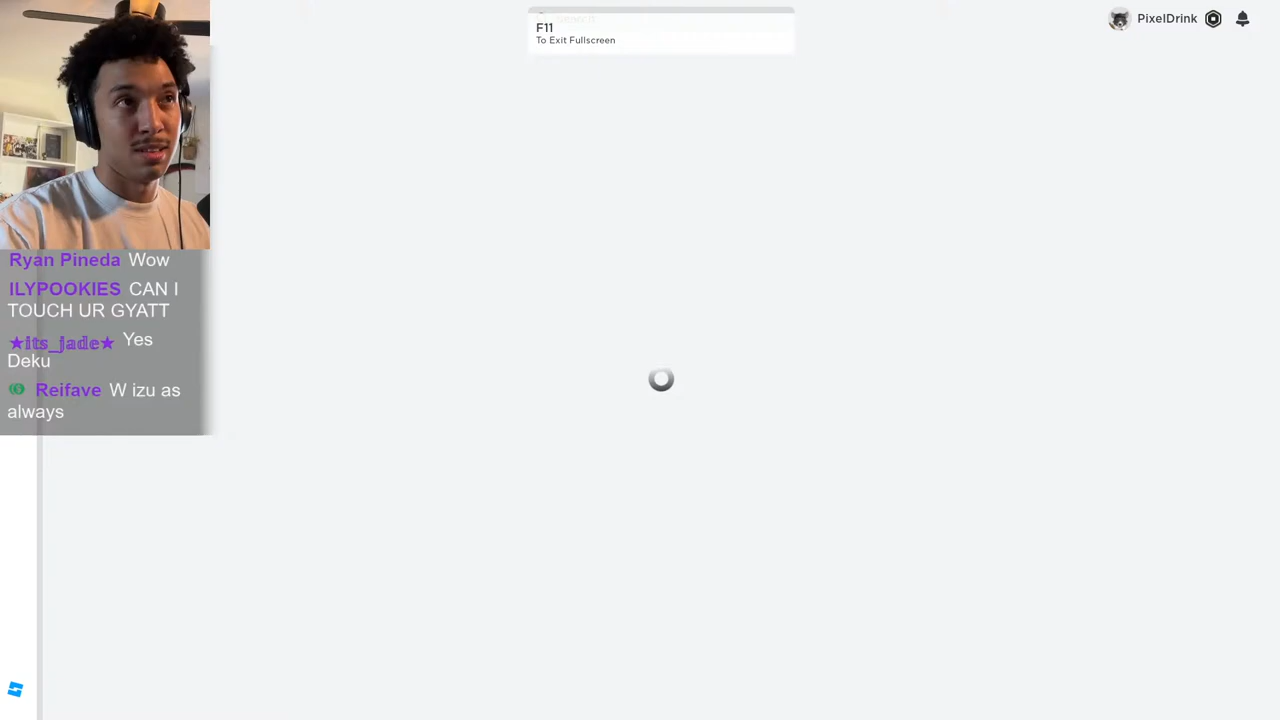 F11
To Exit Fullscreen
PixelDrink
Ryan Pineda Wow
ILYPOOKIES CAN I
TOUCH UR GYATT
★its_jade★ Yes
Deku
Reifave W izu as
always